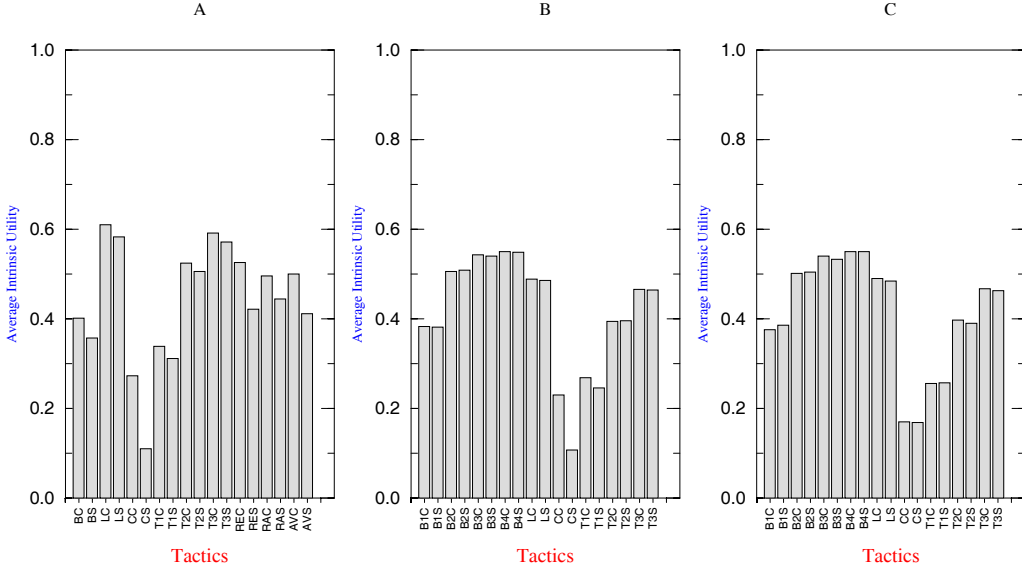 A
B
C
1.0
0.8
0.6
0.4
0.2
0.0
Average Intrinsic Utility
BC
BS
LC
LS
CC
CS
T1C
T1S
T2C
T2S
T3C
T3S
REC
RES
RAC
RAS
AVC
AVS
Tactics
1.0
0.8
0.6
0.4
0.2
0.0
Average Intrinsic Utility
B1C
B1S
B2C
B2S
B3C
B3S
B4C
B4S
LC
LS
CC
CS
T1C
T1S
T2C
T2S
T3C
T3S
Tactics
1.0
0.8
0.6
0.4
0.2
0.0
Average Intrinsic Utility
B1C
B1S
B2C
B2S
B3C
B3S
B4C
B4S
LC
LS
CC
CS
T1C
T1S
T2C
T2S
T3C
T3S
Tactics